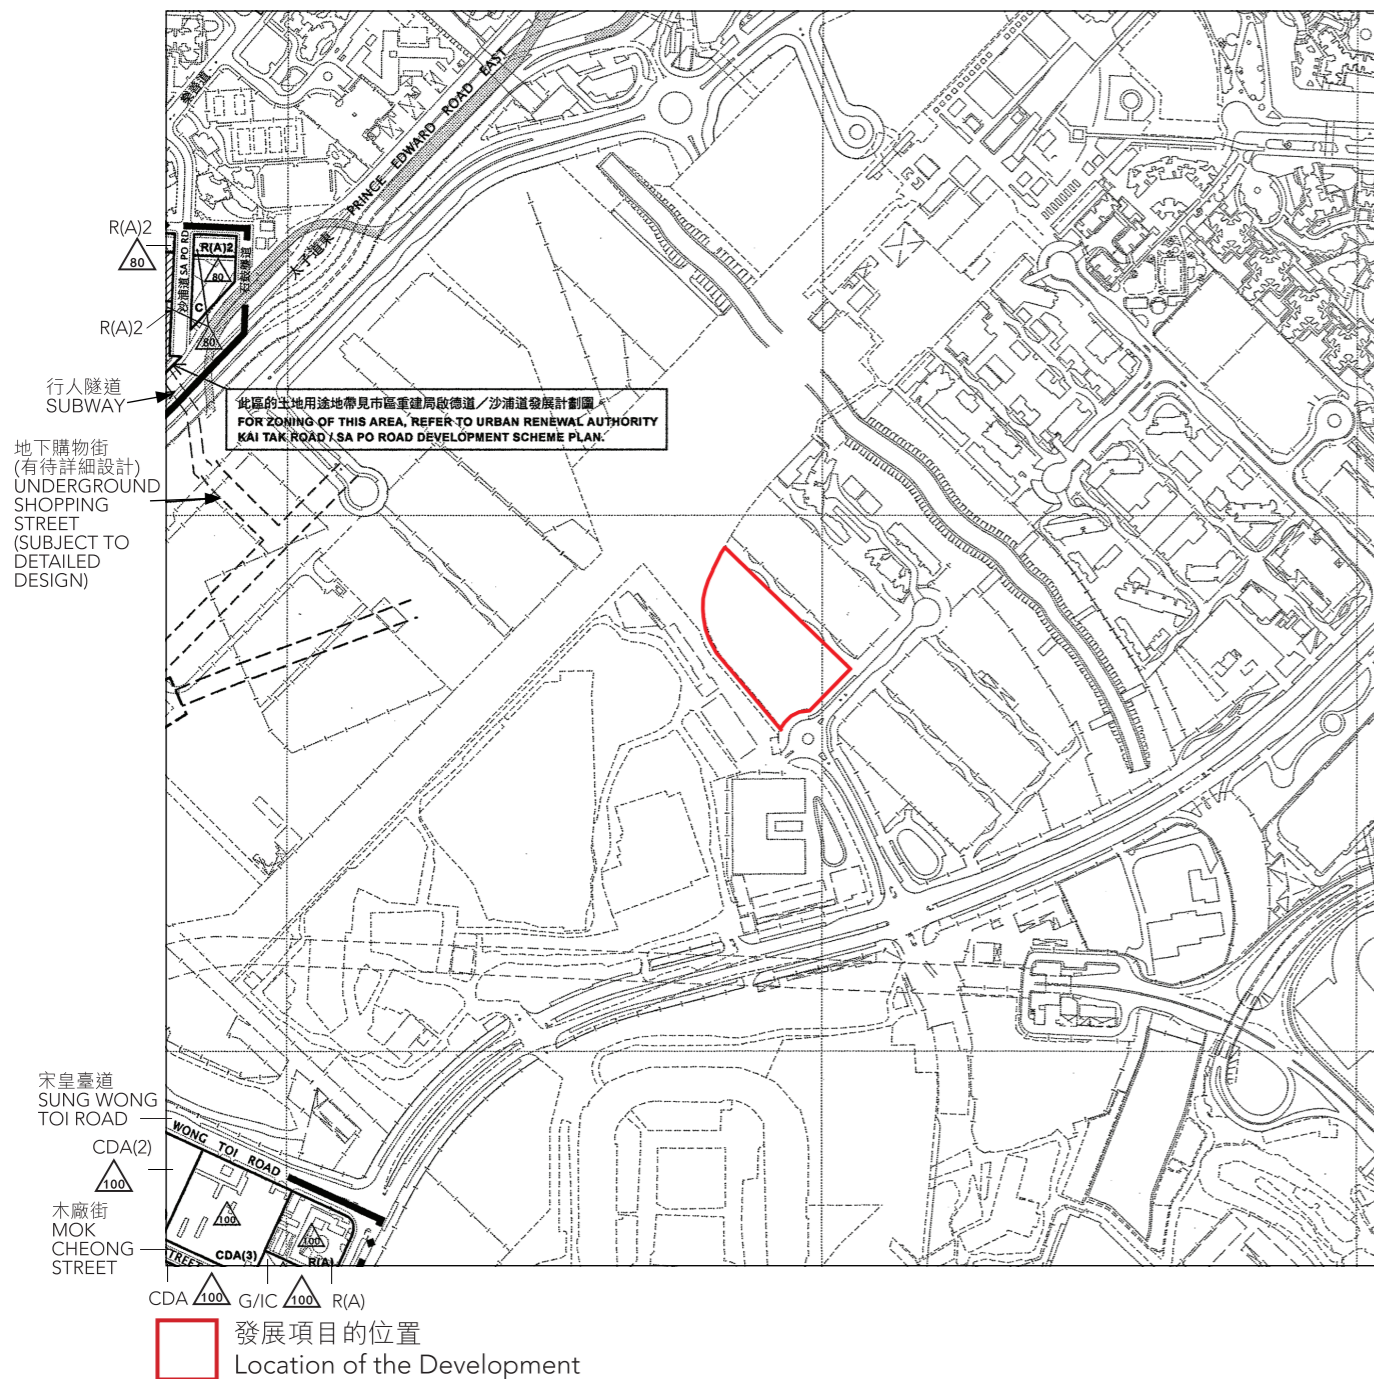 東頭道
PRINCE EDWARD ROAD EAST
太子道東
R(A)2
80
沙浦道 SA PO RD
R(A)2
80
石鼓壟道
C
R(A)2
80
行人隧道
SUBWAY
此區的土地用途地帶見市區重建局啟德道／沙浦道發展計劃圖。
FOR ZONING OF THIS AREA, REFER TO URBAN RENEWAL AUTHORITY
KAI TAK ROAD / SA PO ROAD DEVELOPMENT SCHEME PLAN.
地下購物街
(有待詳細設計)
UNDERGROUND
SHOPPING
STREET
(SUBJECT TO
DETAILED
DESIGN)
宋皇臺道
SUNG WONG
TOI ROAD
WONG TOI ROAD
CDA(2)
100
100
100
木廠街
MOK
CHEONG
STREET
TREET
CDA(3)
R(A)
CDA 100 G/IC 100 R(A)
發展項目的位置
Location of the Development